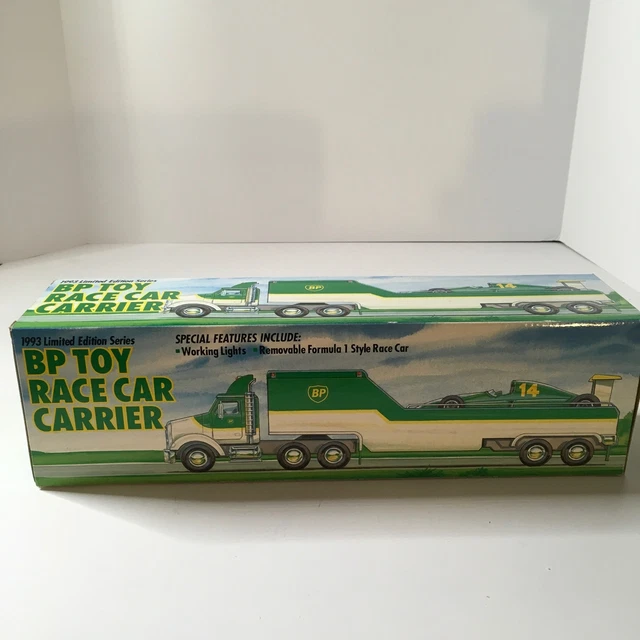 1993 Limited Edition Series
BP TOY
RACE CAR
CARRIER
BP
14
1993 Limited Edition Series
BP TOY
RACE CAR
CARRIER
SPECIAL FEATURES INCLUDE:
▪Working Lights ▪Removable Formula 1 Style Race Car
BP
14